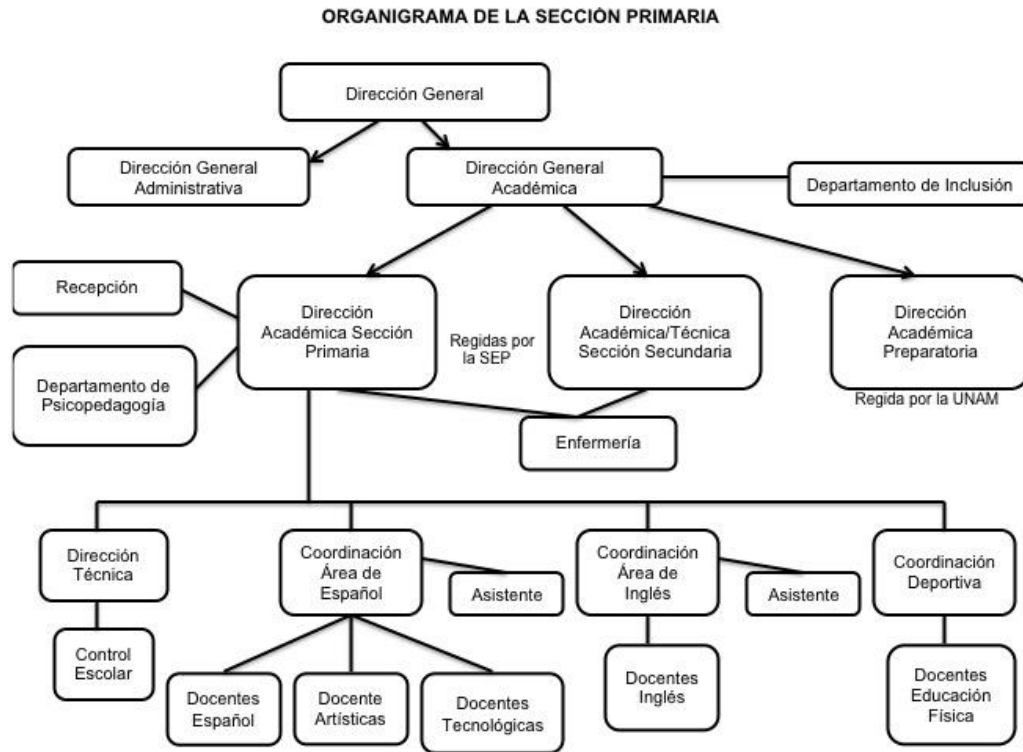 ORGANIGRAMA DE LA SECCIÓN PRIMARIA
Dirección General
Dirección General
Administrativa
Dirección General
Académica
Departamento de Inclusión
Recepción
Departamento de
Psicopedagogía
Dirección
Académica Sección
Primaria
Regidas por
la SEP
Dirección
Académica/Técnica
Sección Secundaria
Dirección
Académica
Preparatoria
Regida por la UNAM
Enfermería
Dirección
Técnica
Coordinación
Área de
Español
Asistente
Coordinación
Área de
Inglés
Asistente
Coordinación
Deportiva
Control
Escolar
Docentes
Español
Docente
Artísticas
Docentes
Tecnológicas
Docentes
Inglés
Docentes
Educación
Física